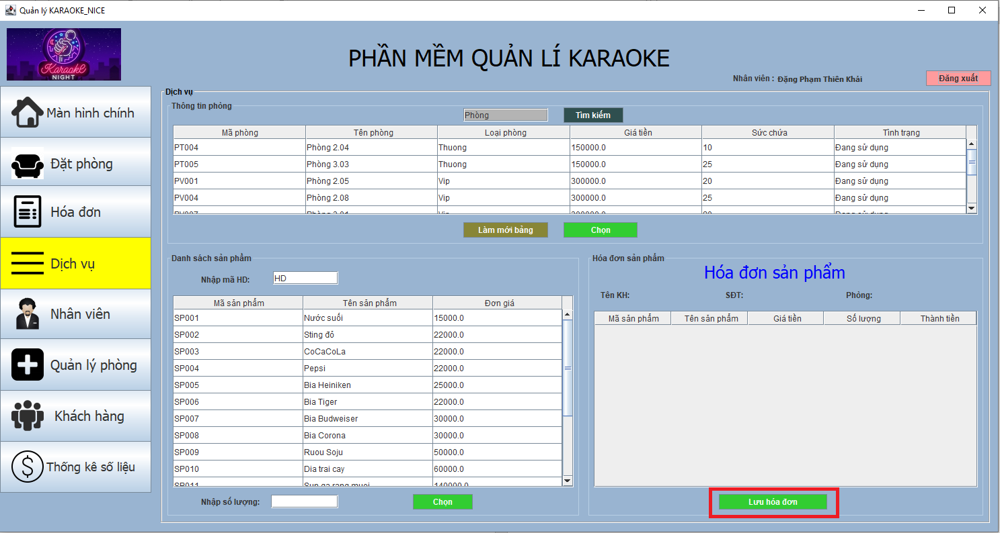 Quản lý KARAOKE_NICE
Karaoke
NIGHT
PHẦN MỀM QUẢN LÍ KARAOKE
Nhân viên : Đặng Phạm Thiên Khải
Đăng xuất
Màn hình chính
Đặt phòng
Hóa đơn
Dịch vụ
Nhân viên
Quản lý phòng
Khách hàng
Thống kê số liệu
Dịch vụ
Thông tin phòng
Phòng Tìm kiếm
Mã phòng Tên phòng Loại phòng Giá tiền Sức chứa Tình trạng
PT004 Phòng 2.04 Thuong 150000.0 10 Đang sử dụng
PT005 Phòng 3.03 Thuong 150000.0 25 Đang sử dụng
PV001 Phòng 2.05 Vip 300000.0 20 Đang sử dụng
PV004 Phòng 2.08 Vip 300000.0 25 Đang sử dụng
Làm mới bảng Chọn
Danh sách sản phẩm
Nhập mã HD: HD
Mã sản phẩm Tên sản phẩm Đơn giá
SP001 Nước suối 15000.0
SP002 Sting đỏ 22000.0
SP003 CoCaCoLa 22000.0
SP004 Pepsi 22000.0
SP005 Bia Heiniken 25000.0
SP006 Bia Tiger 22000.0
SP007 Bia Budweiser 30000.0
SP008 Bia Corona 30000.0
SP009 Ruou Soju 50000.0
SP010 Dia trai cay 60000.0
SP011 Sun ga rang muoi 140000.0
Nhập số lượng: Chọn
Hóa đơn sản phẩm
Hóa đơn sản phẩm
Tên KH: SĐT: Phòng:
Mã sản phẩm Tên sản phẩm Giá tiền Số lượng Thành tiền
Lưu hóa đơn